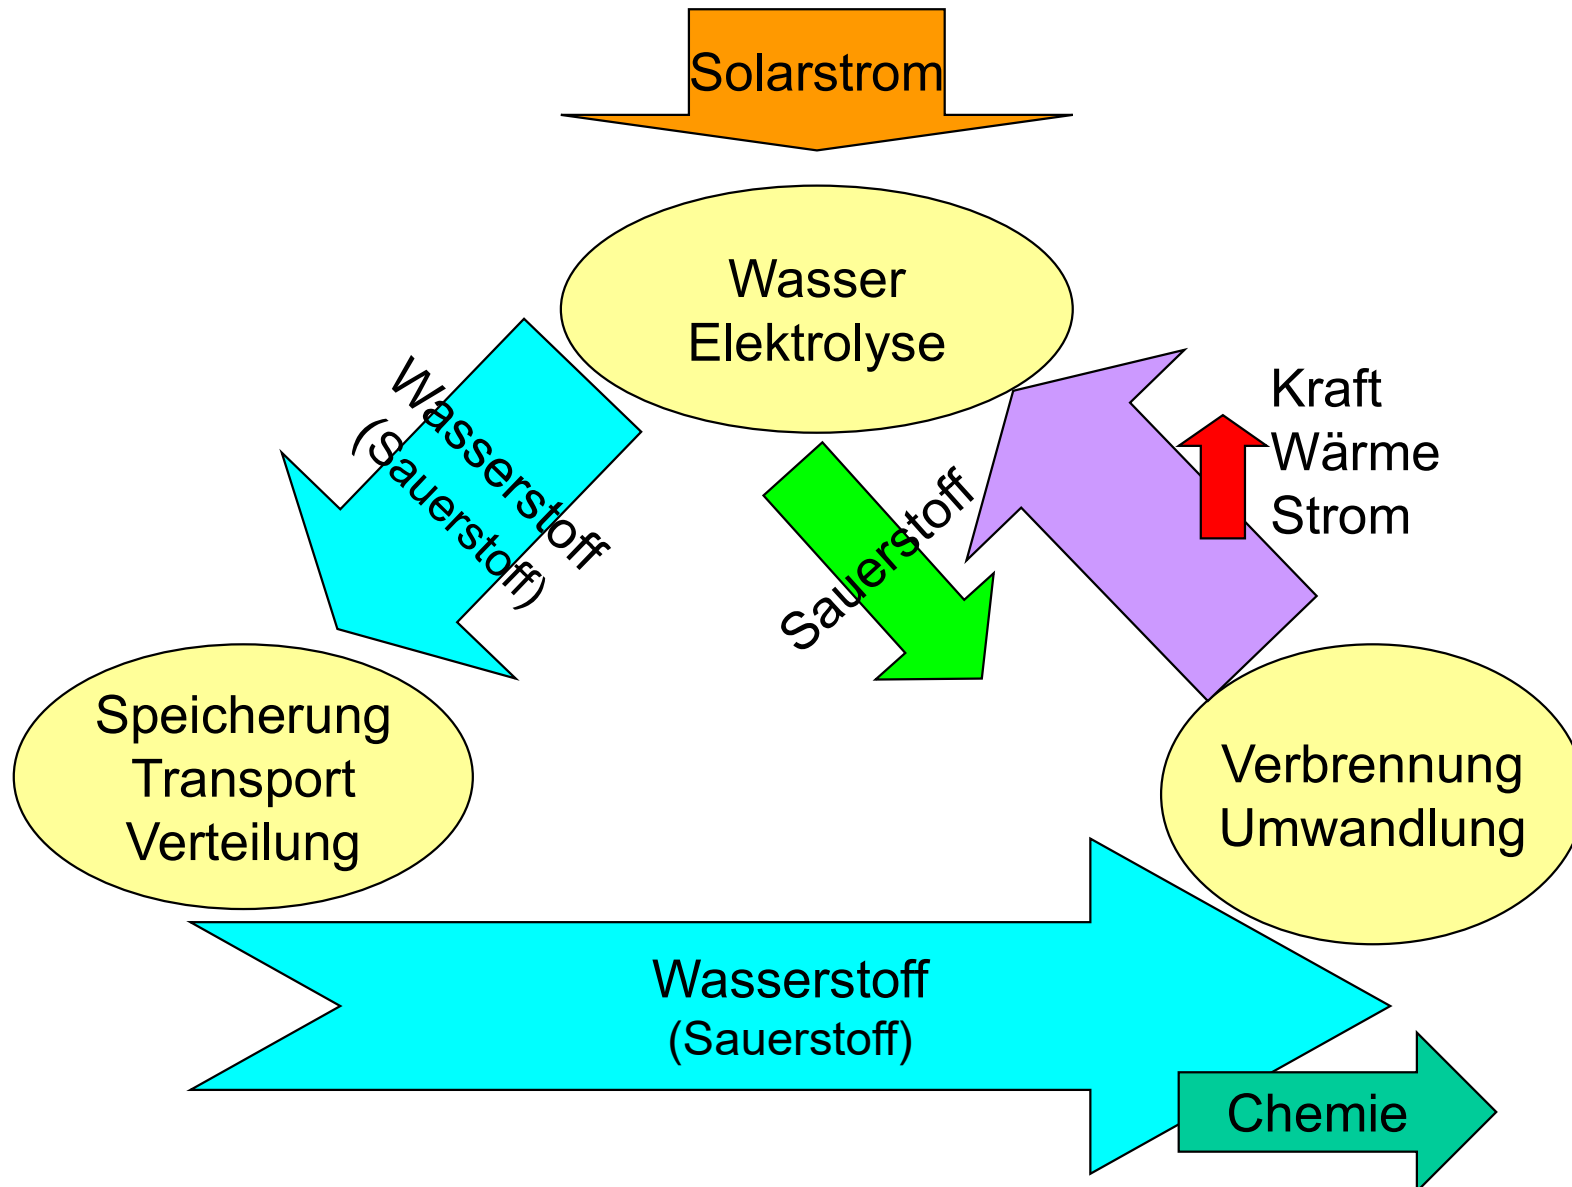 Solarstrom
Wasser
Elektrolyse
Wasserstoff
(Sauerstoff)
Sauerstoff
Kraft
Wärme
Strom
Speicherung
Transport
Verteilung
Verbrennung
Umwandlung
Wasserstoff
(Sauerstoff)
Chemie